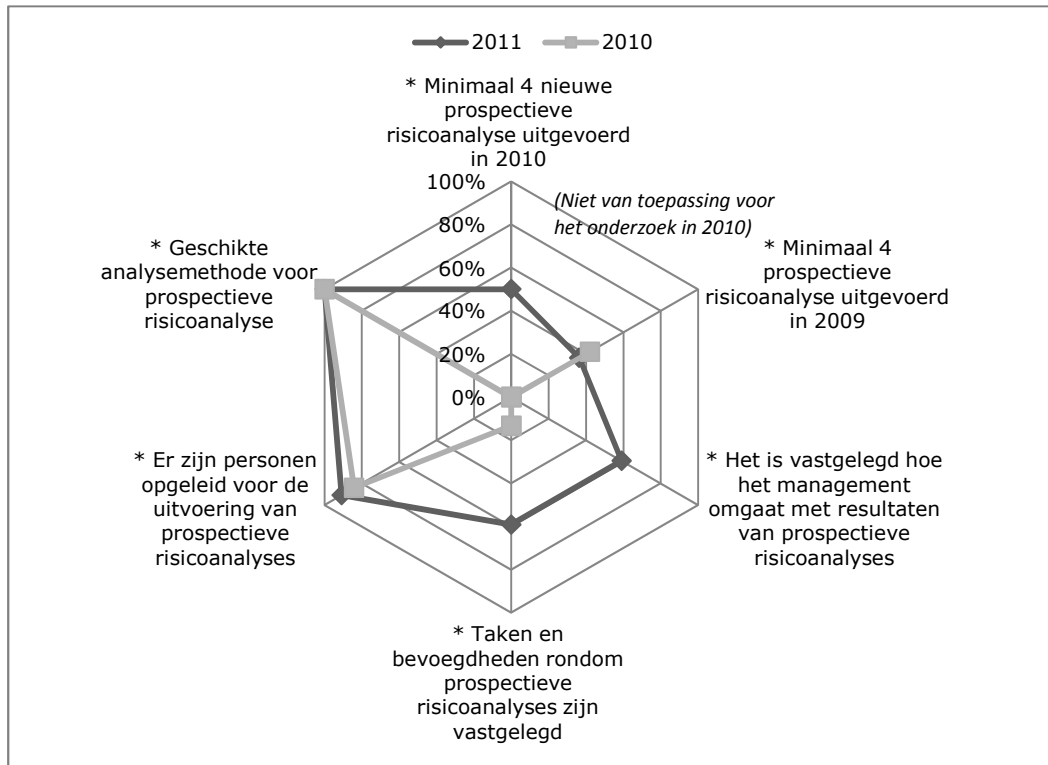 2011 2010
* Minimaal 4 nieuwe
prospectieve
risicoanalyse uitgevoerd
in 2010
100%
80%
60%
40%
20%
0%
(Niet van toepassing voor
het onderzoek in 2010)
* Minimaal 4
prospectieve
risicoanalyse uitgevoerd
in 2009
* Het is vastgelegd hoe
het management
omgaat met resultaten
van prospectieve
risicoanalyses
* Taken en
bevoegdheden rondom
prospectieve
risicoanalyses zijn
vastgelegd
* Er zijn personen
opgeleid voor de
uitvoering van
prospectieve
risicoanalyses
* Geschikte
analysemethode voor
prospectieve
risicoanalyse